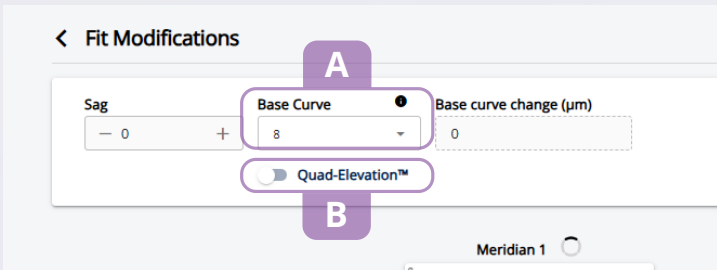 Fit Modifications
A
Sag
Base Curve
Base curve change (µm)
— 0 +
8
0
Quad-Elevation™
B
Meridian 1